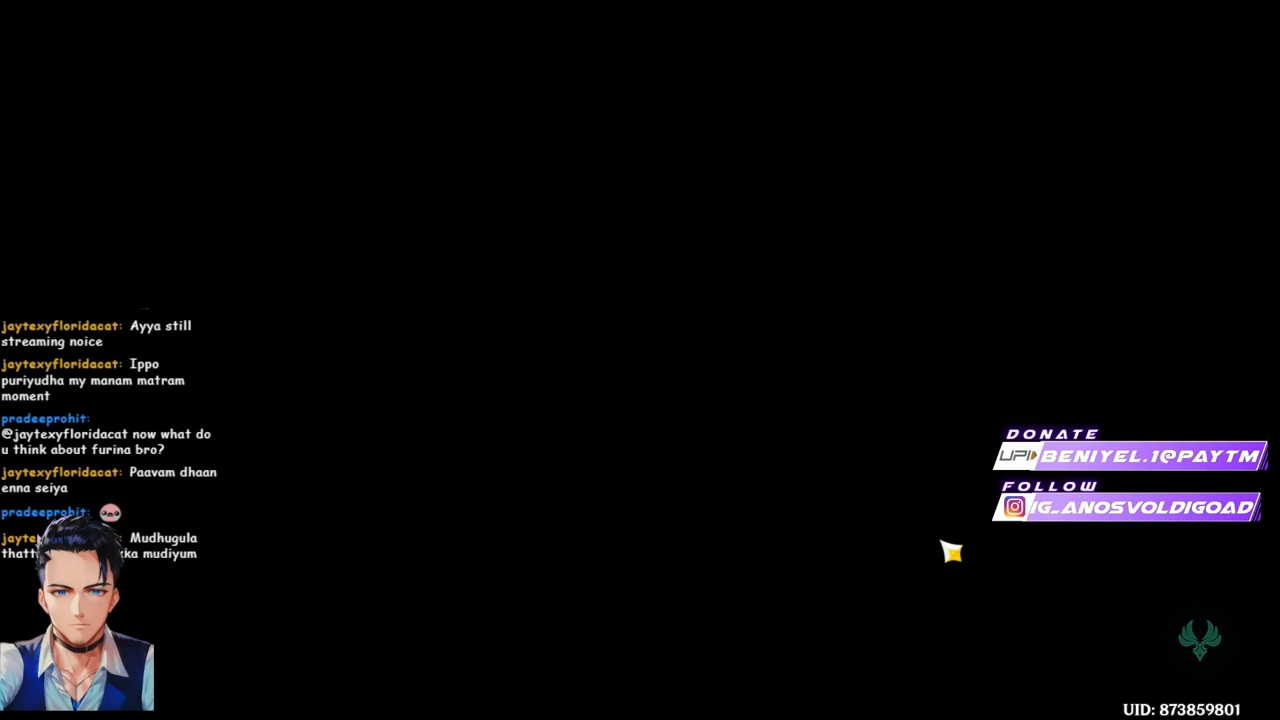 jaytexyfloridacat: Ayya still
streaming noice
jaytexyfloridacat: Ippo
puriyudha my manam matram
moment
pradeeprohit:
@jaytexyfloridacat now what do
u think about furina bro?
jaytexyfloridacat: Paavam dhaan
enna seiya
pradeeprohit:
Mudhugula
mudiyum
DONATE
UPI BENIYEL.1@PAYTM
FOLLOW
IG_ANOSVOLDIGOAD
UID: 873859801